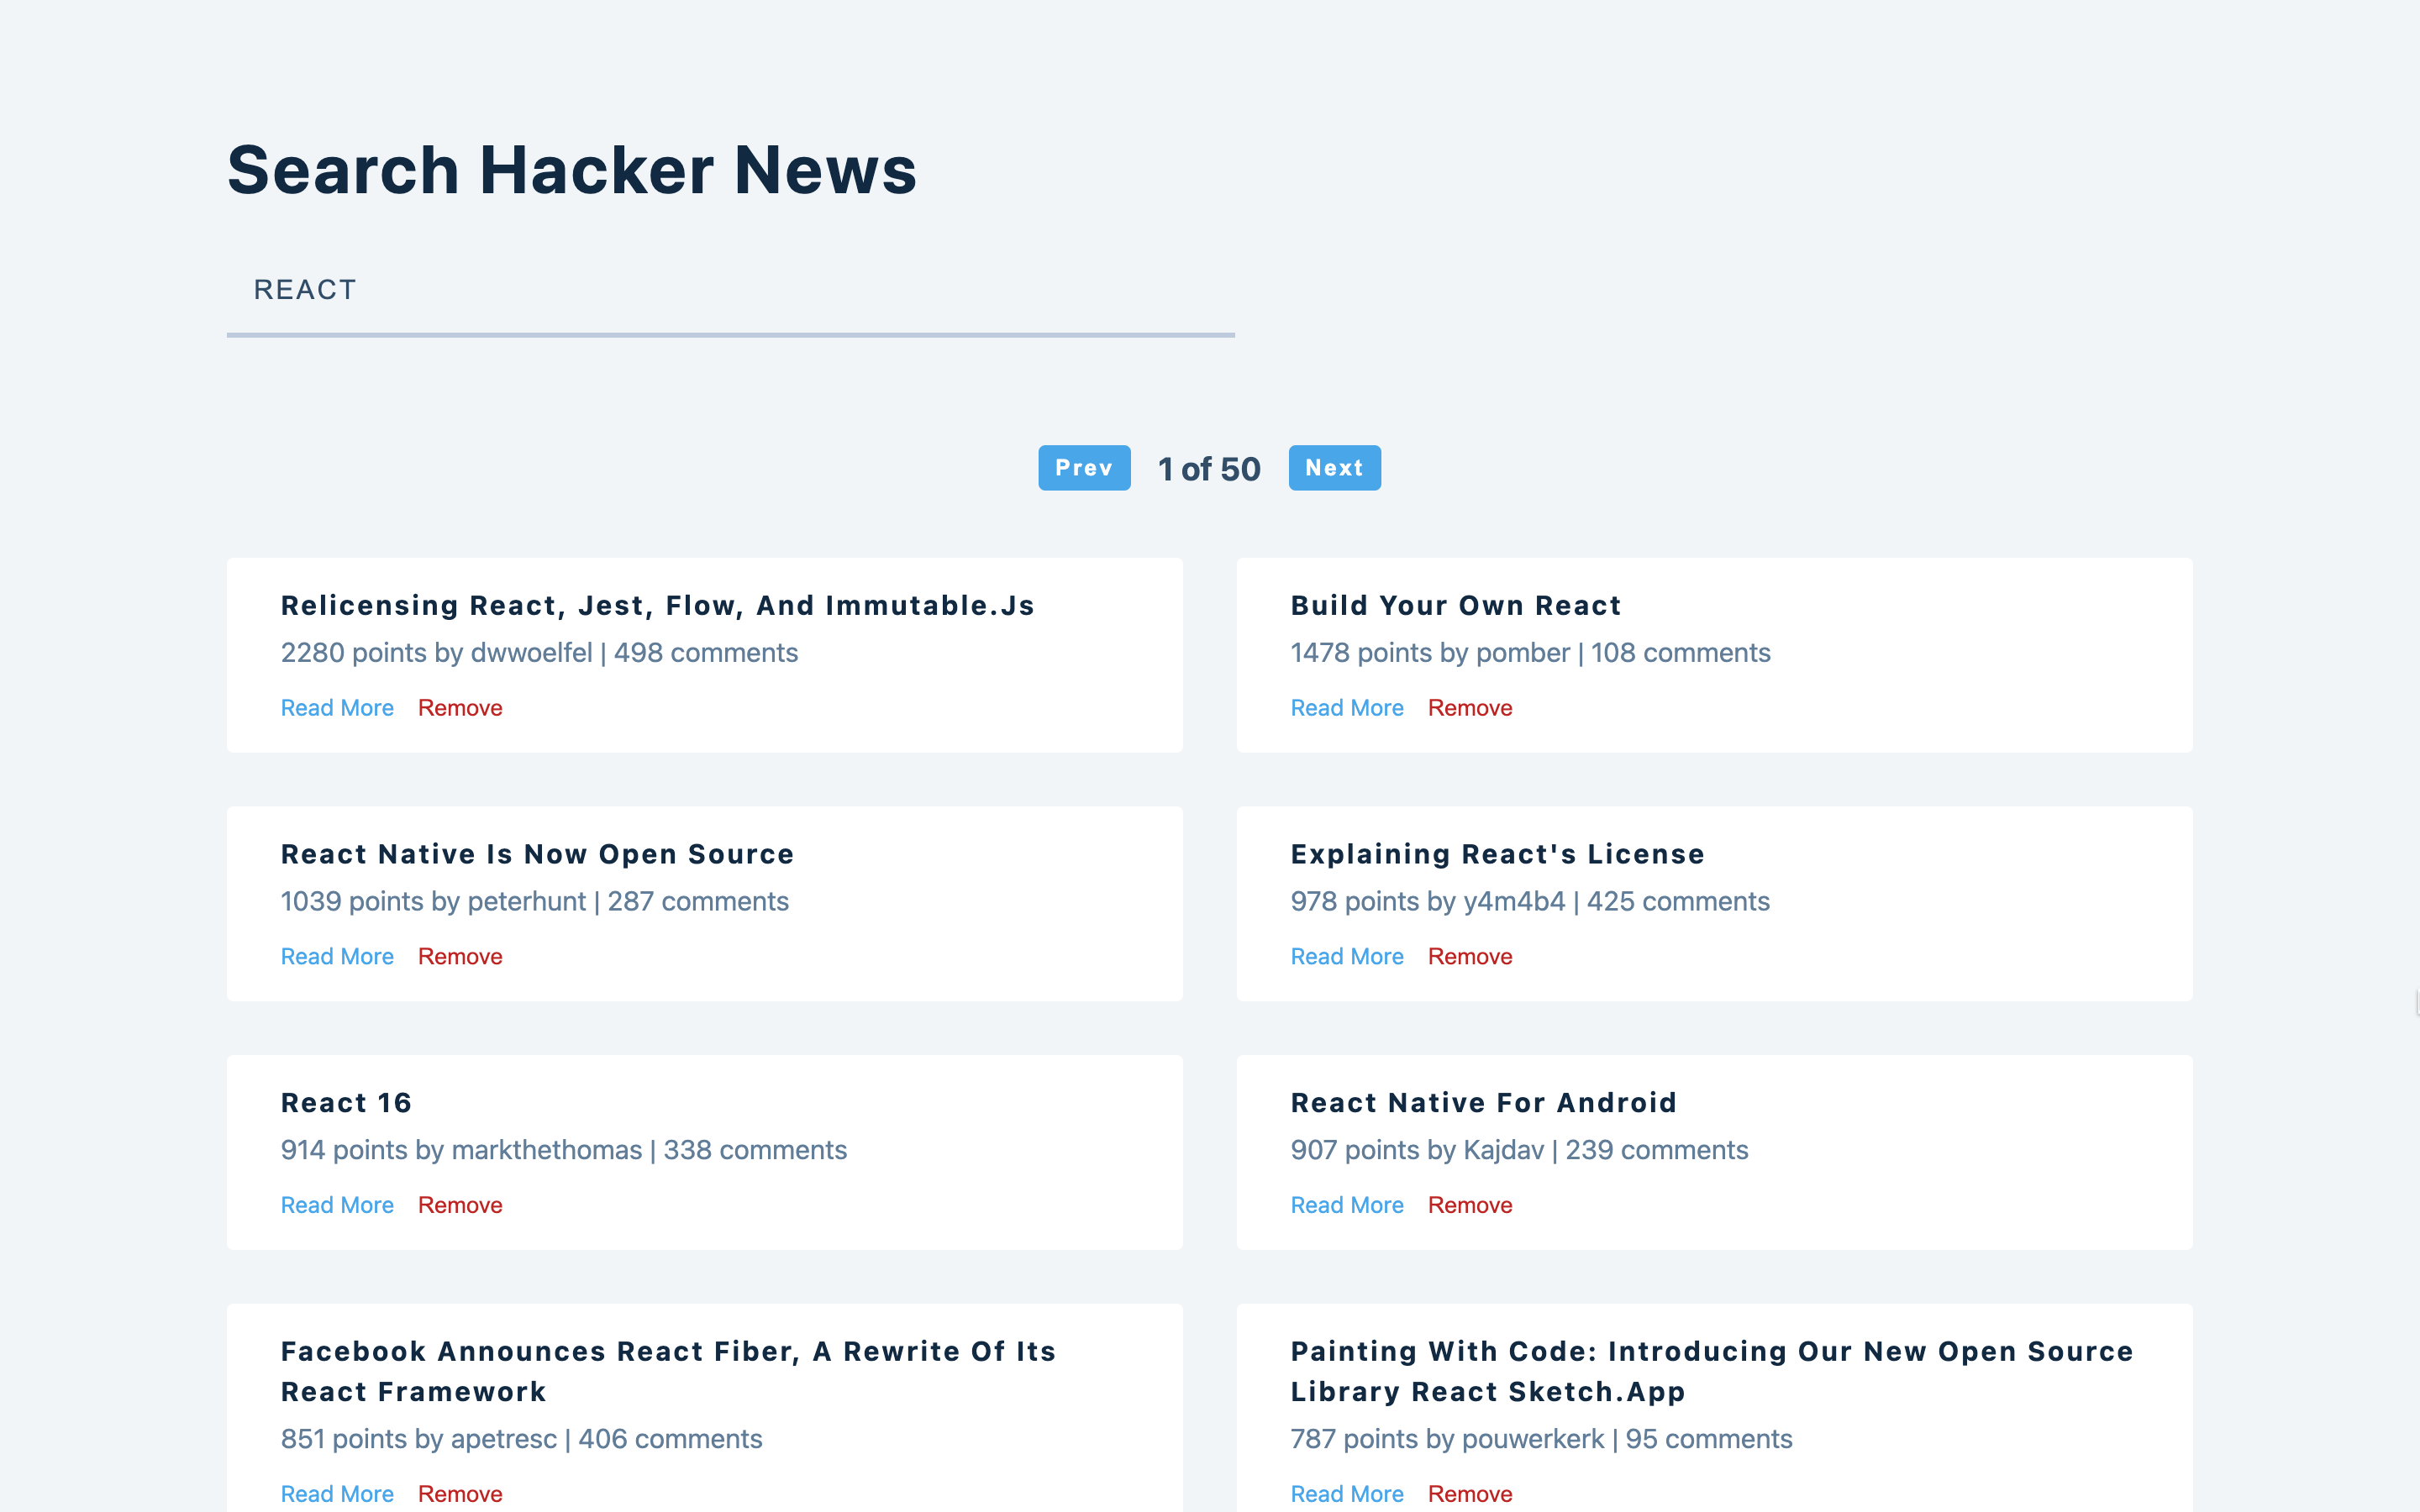 Search Hacker News
REACT
Prev 1 of 50 Next
Relicensing React, Jest, Flow, And Immutable.Js
2280 points by dwwoelfel | 498 comments
Read More Remove
Build Your Own React
1478 points by pomber | 108 comments
Read More Remove
React Native Is Now Open Source
1039 points by peterhunt | 287 comments
Read More Remove
Explaining React's License
978 points by y4m4b4 | 425 comments
Read More Remove
React 16
914 points by markthethomas | 338 comments
Read More Remove
React Native For Android
907 points by Kajdav | 239 comments
Read More Remove
Facebook Announces React Fiber, A Rewrite Of Its
React Framework
851 points by apetresc | 406 comments
Read More Remove
Painting With Code: Introducing Our New Open Source
Library React Sketch.App
787 points by pouwerkerk | 95 comments
Read More Remove